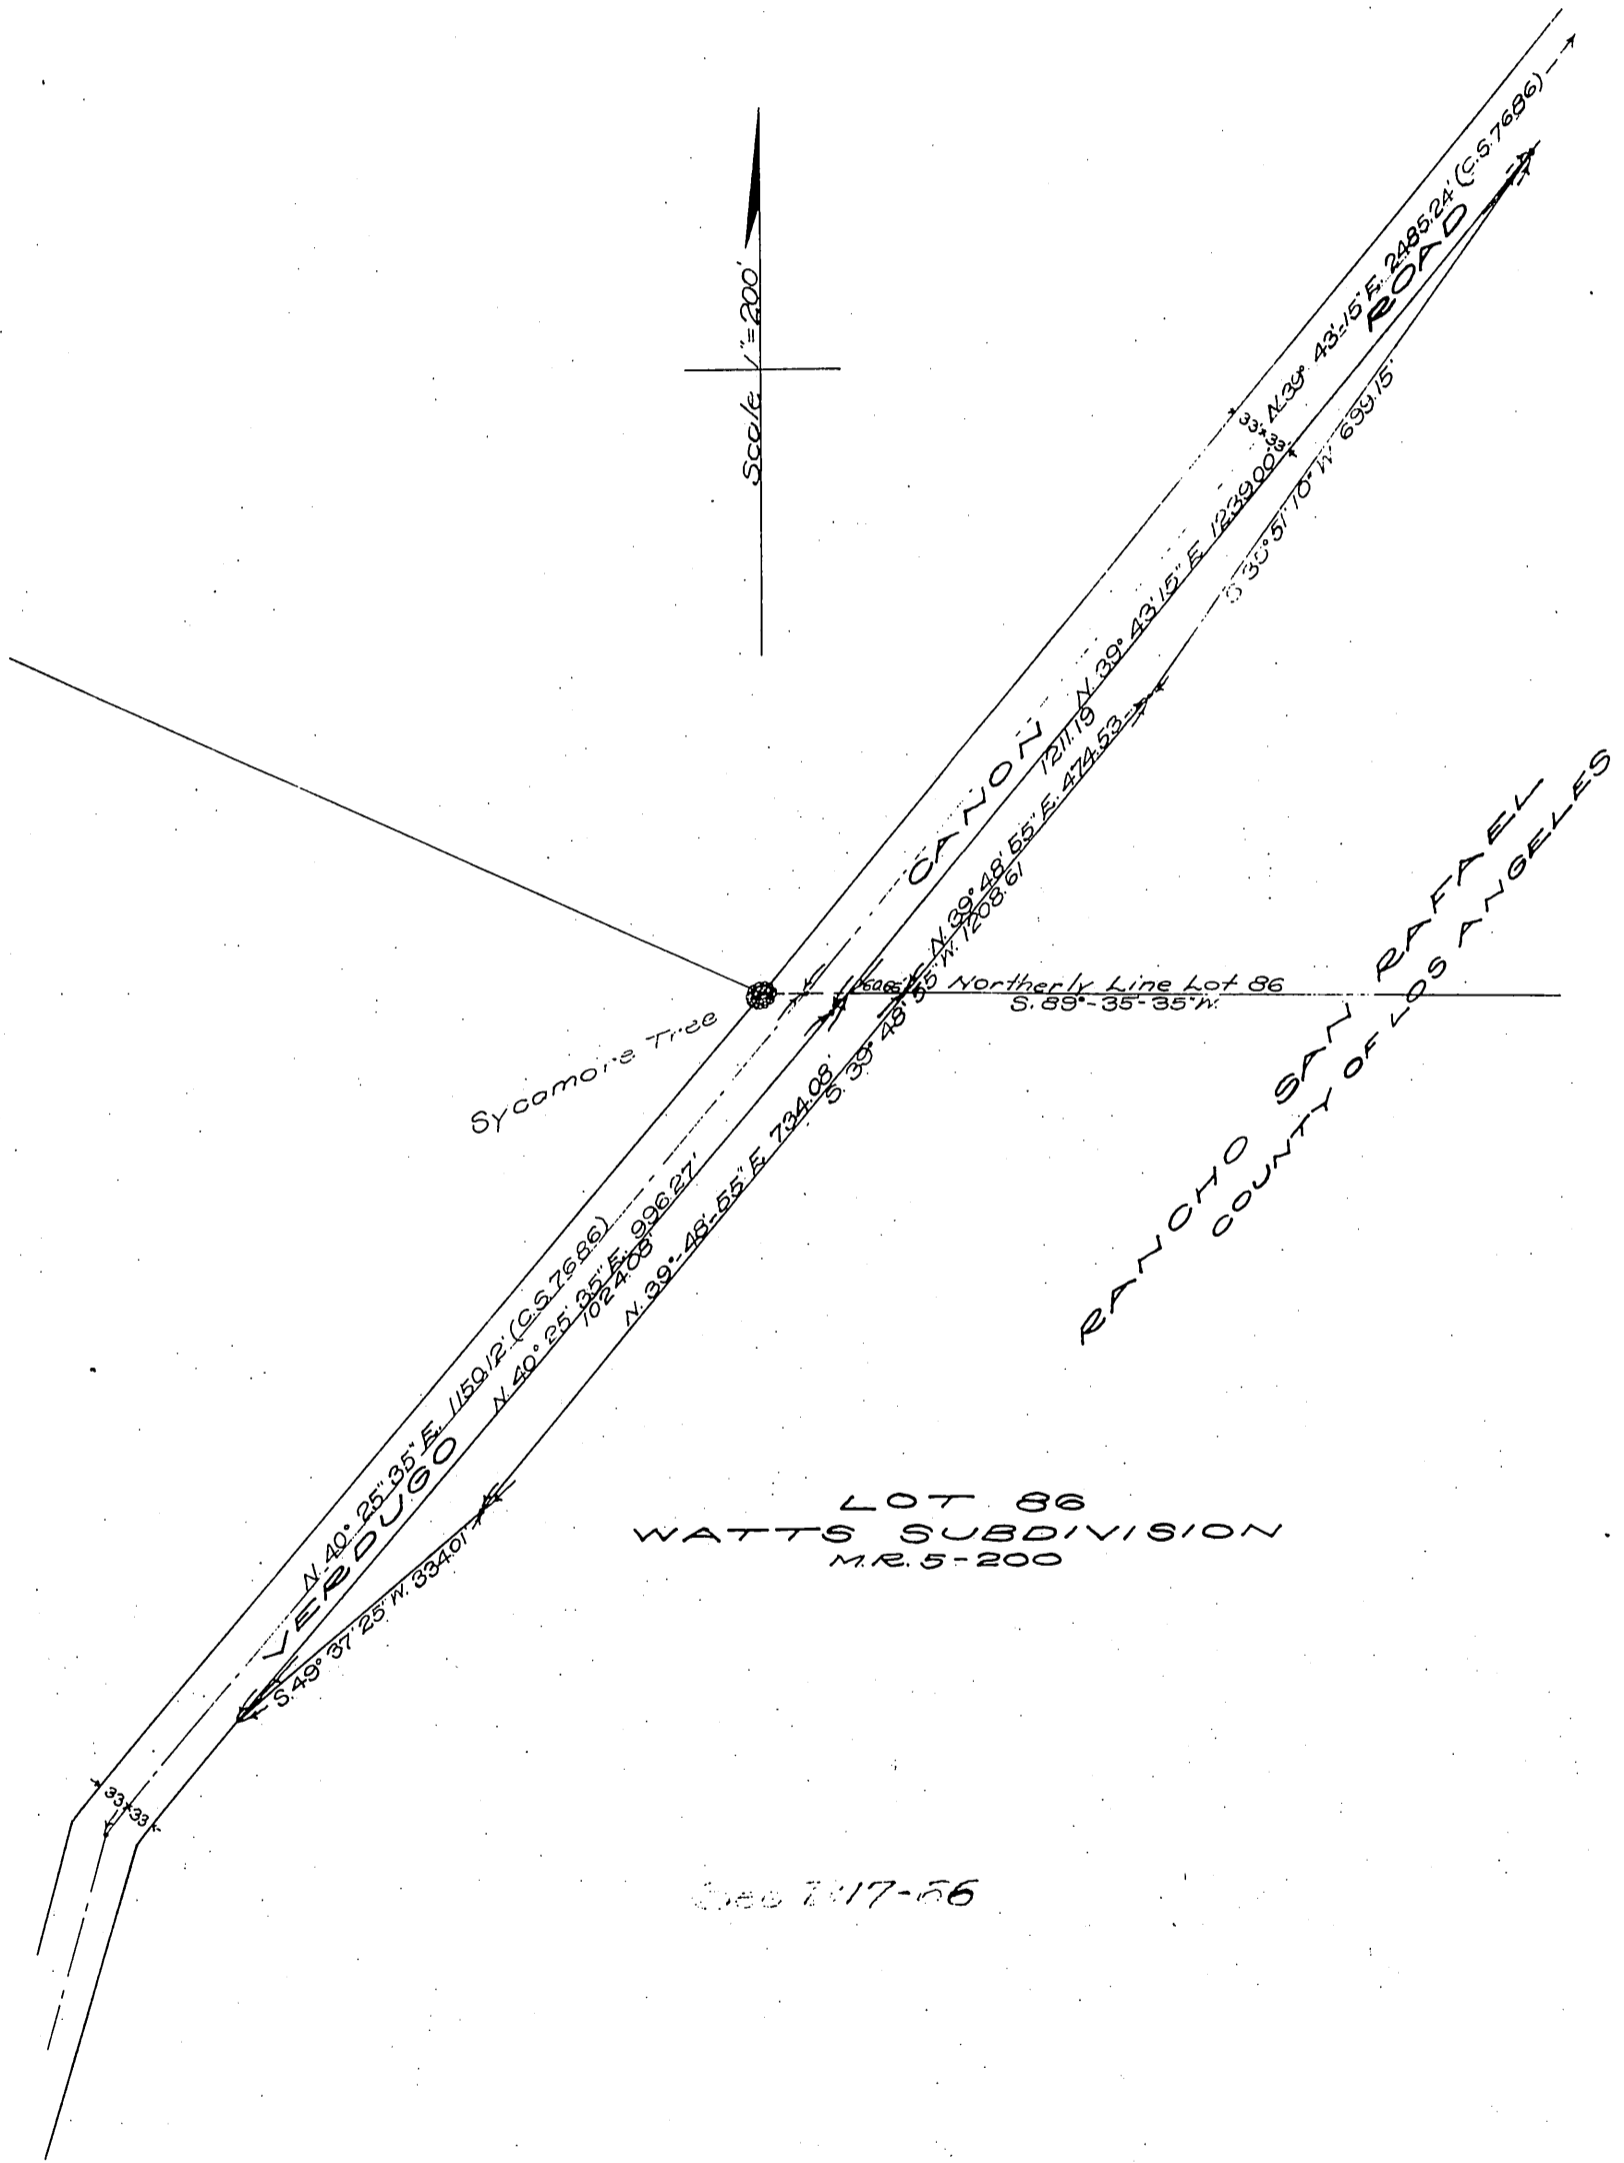 N. 39° 43'-15" E. 2485.24' (C.S. 7686)
ROAD
Scale 1"=200'
33' 33'
S 51' 10" W 699.15'
N. 39° 43' 15" E. 1239.00'
1211.19
CANON
N. 39° 48' 55" E. 474.53
S. 39° 48' 55" W. 1208.61
RANCHO SAN RAFAEL
COUNTY OF LOS ANGELES
Northerly Line Lot 86
S. 89°-35-35" W.
Sycamore Tree
N. 39°-48'-55" E. 734.08'
N. 40° 25' 35" E. 996.27'
1024.08'
N. 40° 25" 35" E. 1150.12' (C.S. 7686)
VERDUGO
LOT 86
WATTS SUBDIVISION
M.R. 5-200
S. 49° 37' 25" W. 334.01'
33 33